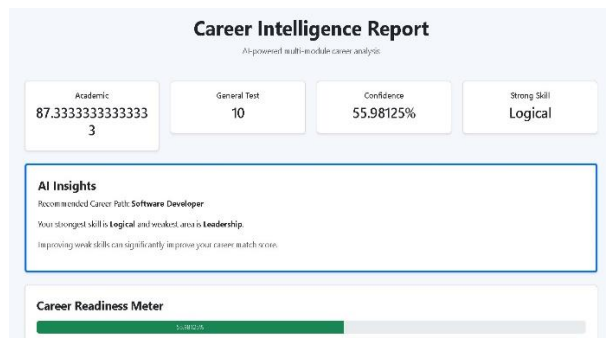 Career Intelligence Report
AI-powered multi-module career analysis
Academic
87.3333333333333
3
General Test
10
Confidence
55.98125%
Strong Skill
Logical
AI Insights
Recommended Career Path: Software Developer
Your strongest skill is Logical and weakest area is Leadership.
Improving weak skills can significantly improve your career match score.
Career Readiness Meter
55.98125%